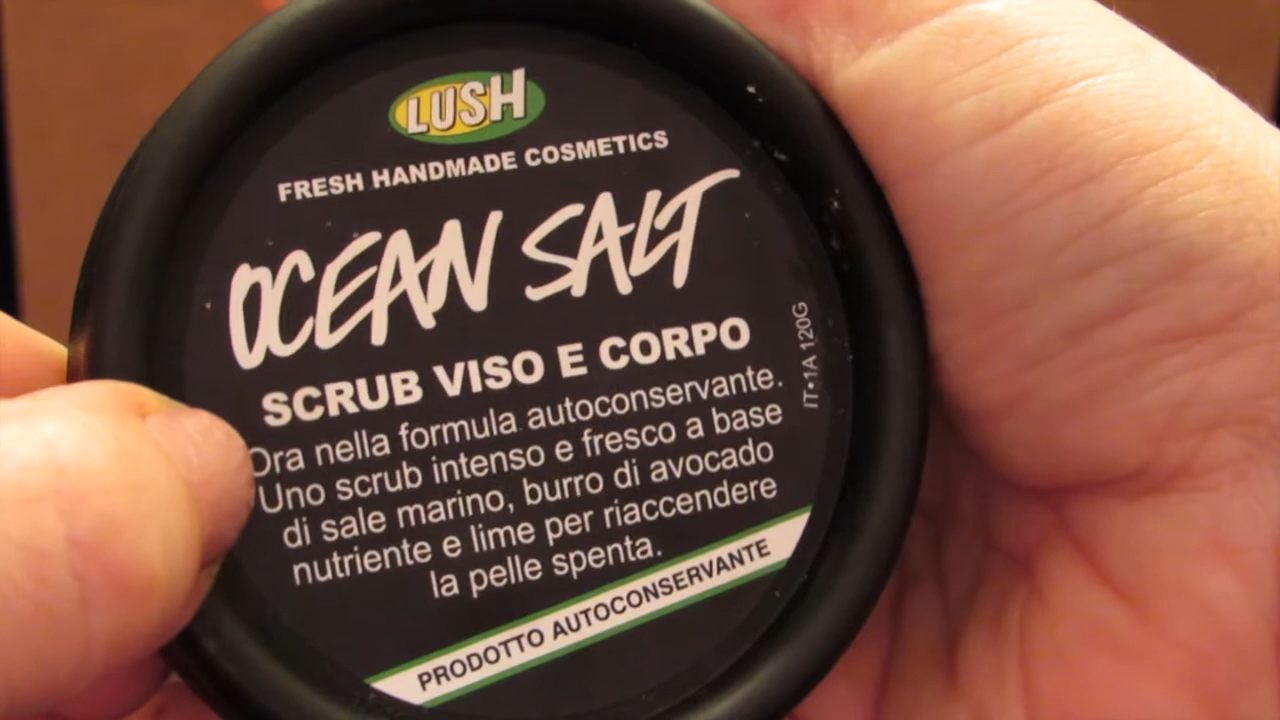 LUSH
FRESH HANDMADE COSMETICS
OCEAN SALT
SCRUB VISO E CORPO
Ora nella formula autoconservante.
Uno scrub intenso e fresco a base
di sale marino, burro di avocado
nutriente e lime per riaccendere
la pelle spenta.
PRODOTTO AUTOCONSERVANTE
IT•1A 120G